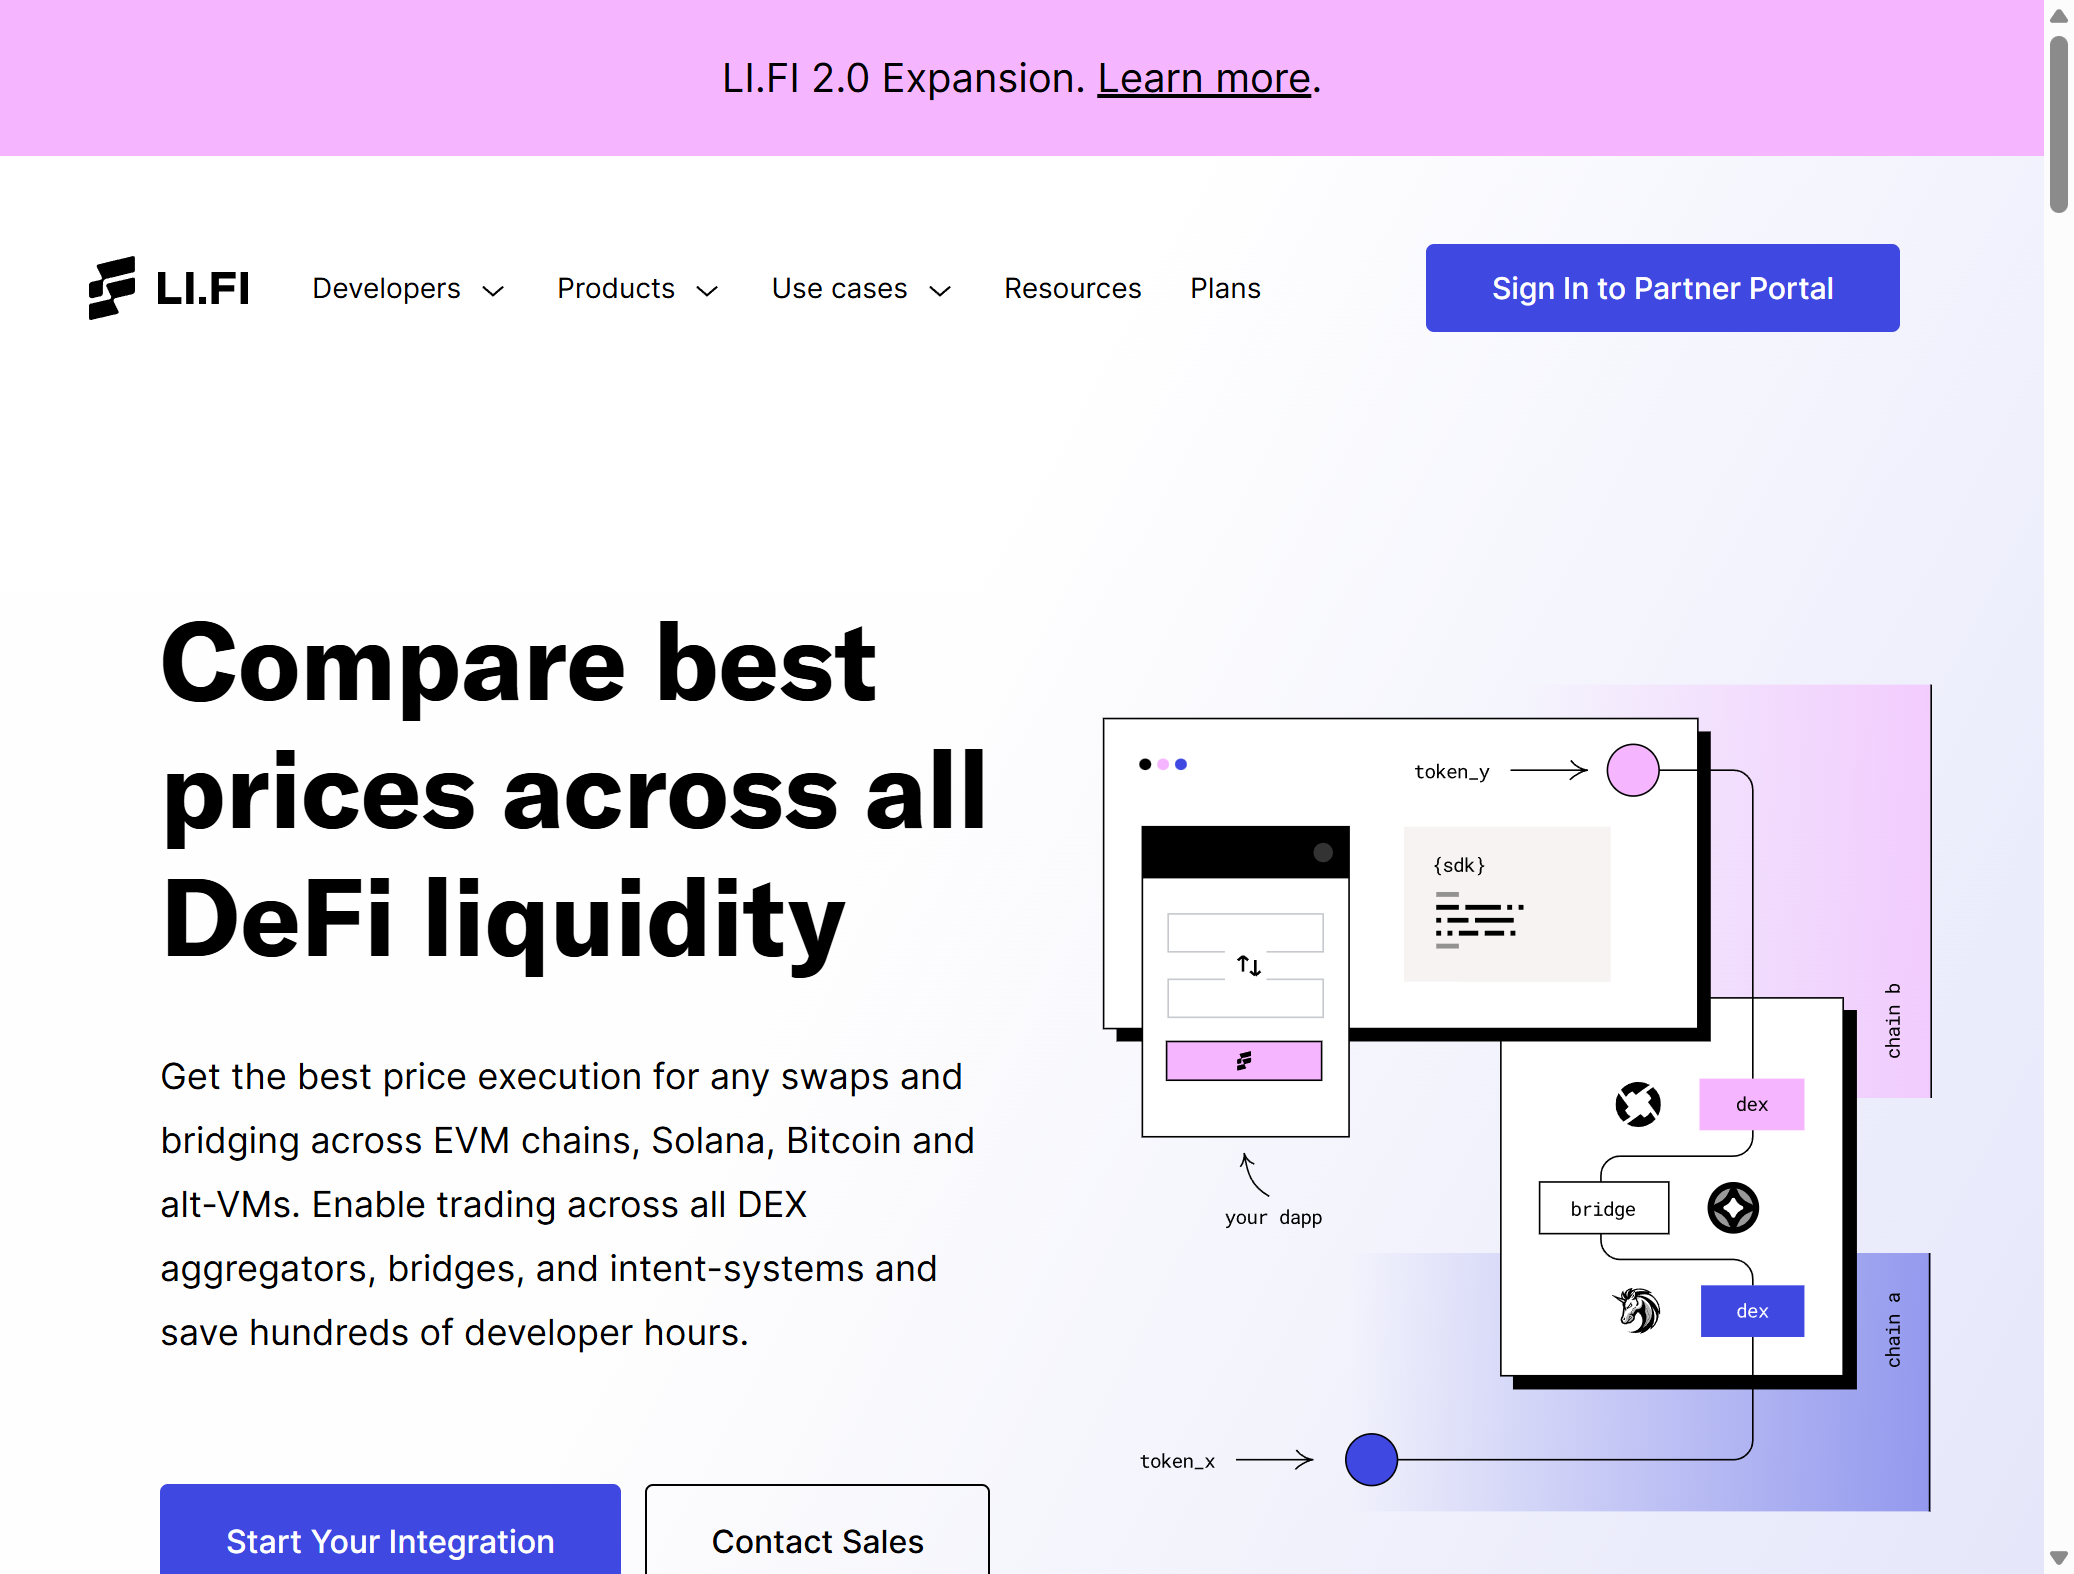 LI.FI 2.0 Expansion. Learn more.
LI.FI
Developers
Products
Use cases
Resources
Plans
Sign In to Partner Portal
Compare best
prices across all
DeFi liquidity
Get the best price execution for any swaps and
bridging across EVM chains, Solana, Bitcoin and
alt-VMs. Enable trading across all DEX
aggregators, bridges, and intent-systems and
save hundreds of developer hours.
Start Your Integration
Contact Sales
token_y
{sdk}
chain b
dex
bridge
your dapp
dex
chain a
token_x